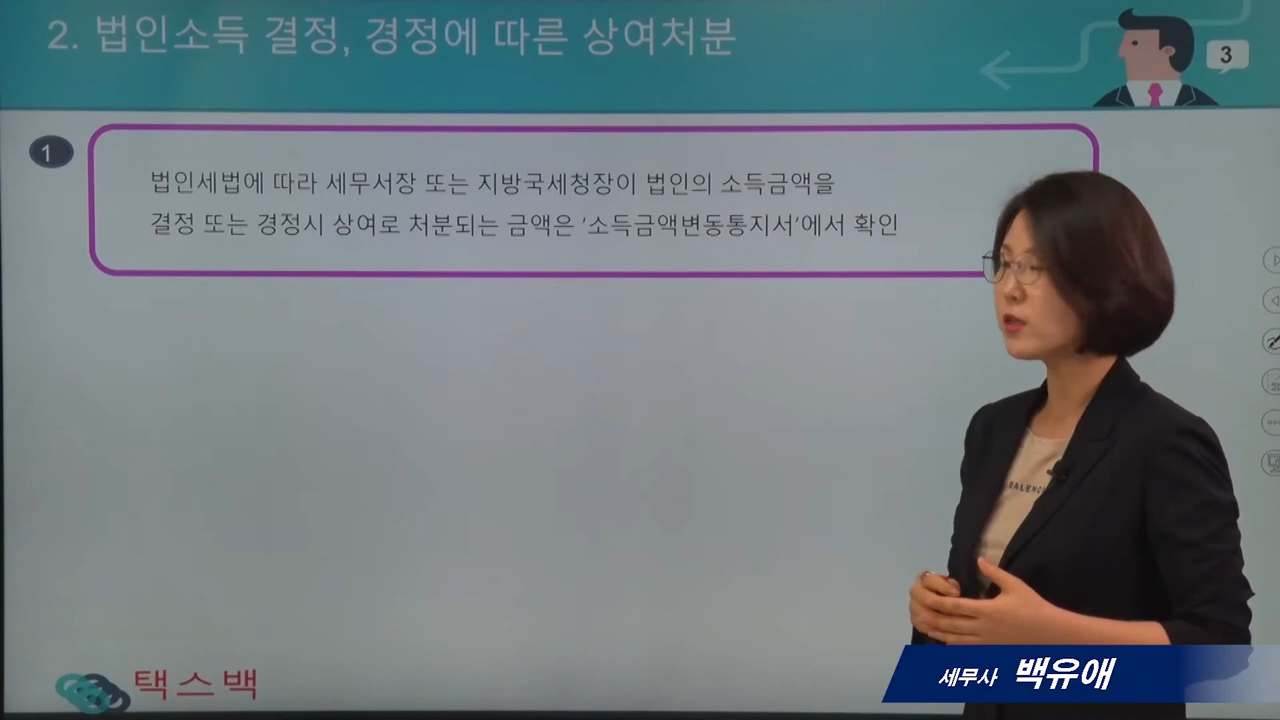 2. 법인소득 결정, 경정에 따른 상여처분
3
1
법인세법에 따라 세무서장 또는 지방국세청장이 법인의 소득금액을
결정 또는 경정시 상여로 처분되는 금액은 ‘소득금액변동통지서‘에서 확인
BALENC
택스백
세무사 백유애